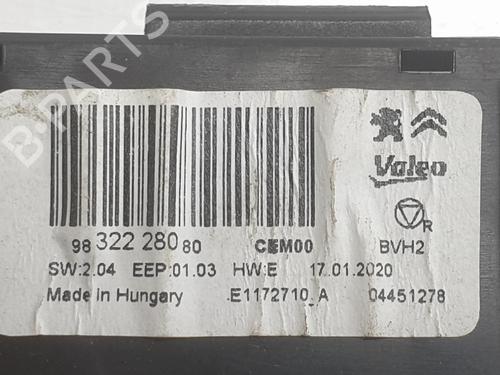 B-PARTS
Valeo
R
98 322 280 80 CEM00 BVH2
SW:2.04 EEP:01.03 HW:E 17.01.2020
Made in Hungary .E1172710_A 04451278